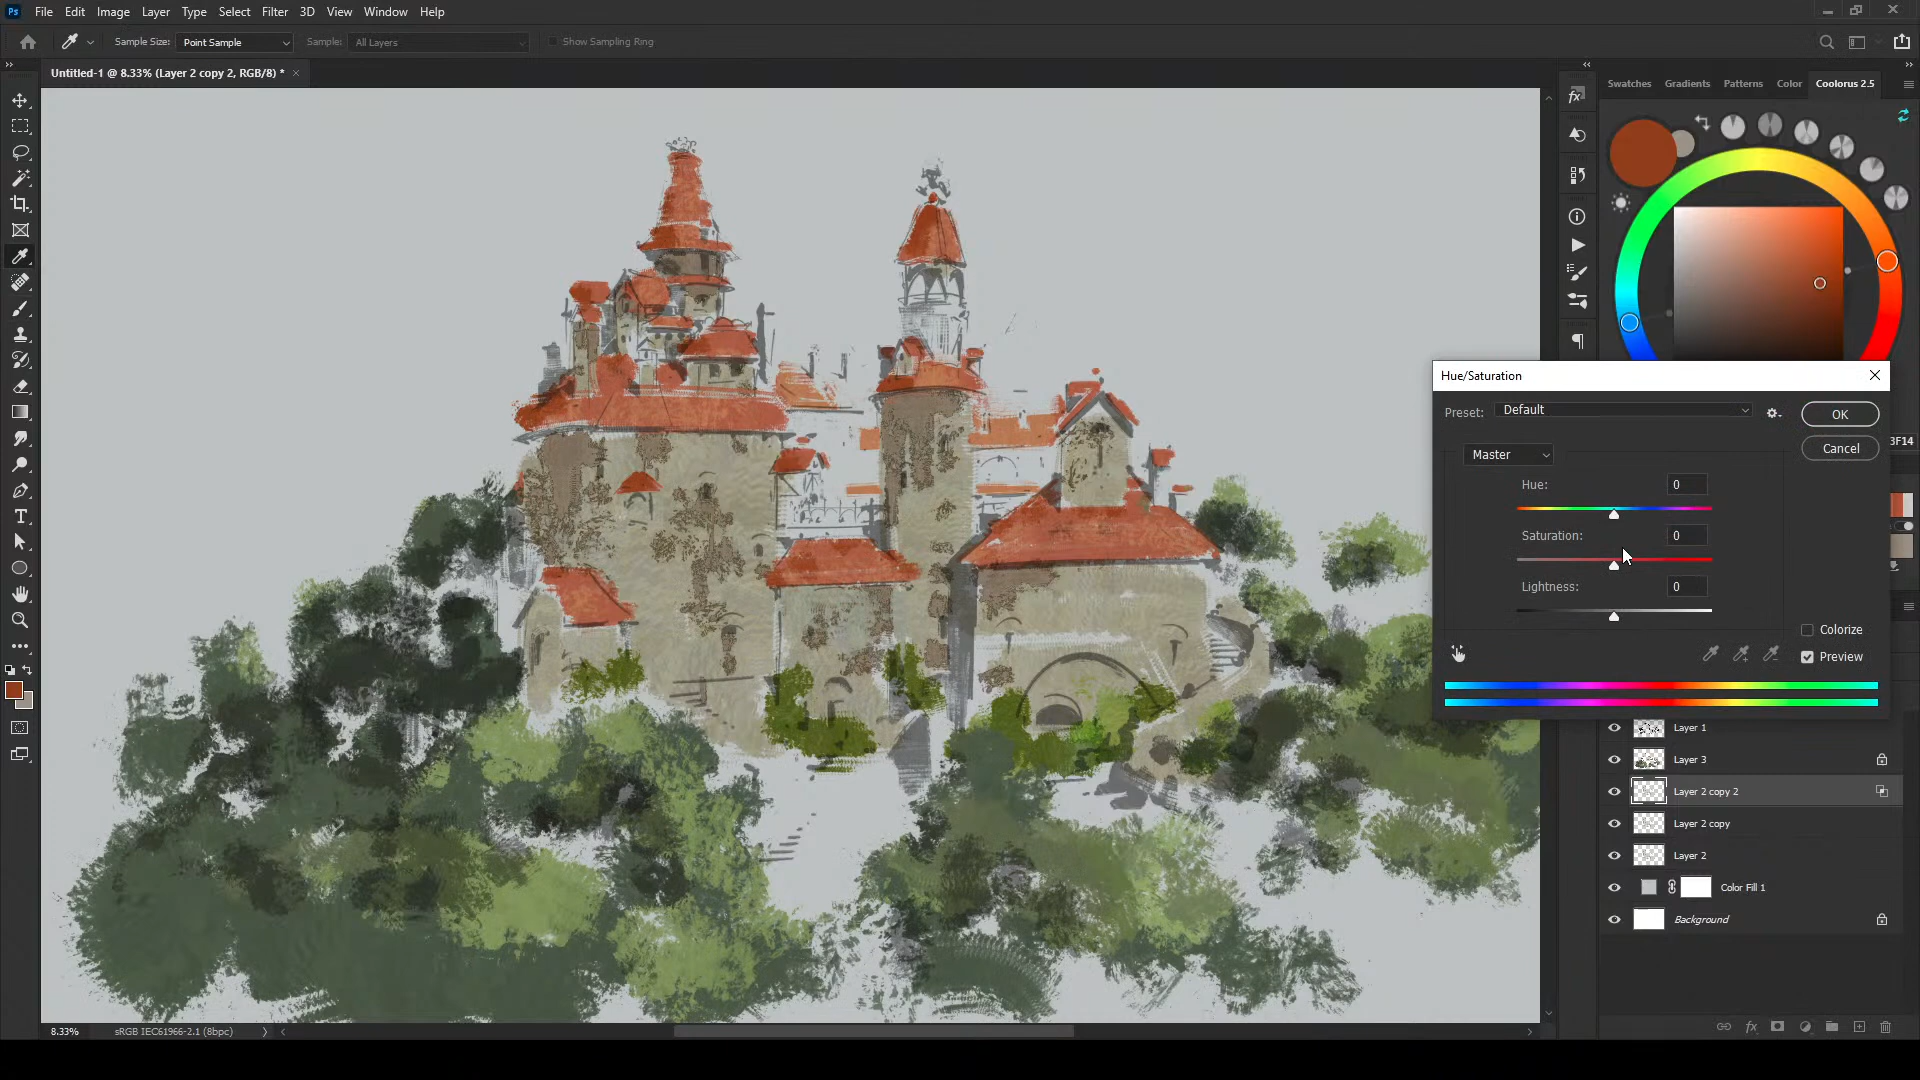 Ps File Edit Image Layer Type Select Filter 3D View Window Help
Sample Size: Point Sample Sample: All Layers Show Sampling Ring
Untitled-1 @ 8.33% (Layer 2 copy 2, RGB/8) *
Swatches Gradients Patterns Color Coolorus 2.5
Hue/Saturation
Preset: Default
OK
3F14
Master
Cancel
Hue: 0
Saturation: 0
Lightness: 0
Colorize
Preview
Layer 1
Layer 3
Layer 2 copy 2
Layer 2 copy
Layer 2
Color Fill 1
Background
8.33% sRGB IEC61966-2.1 (8bpc)